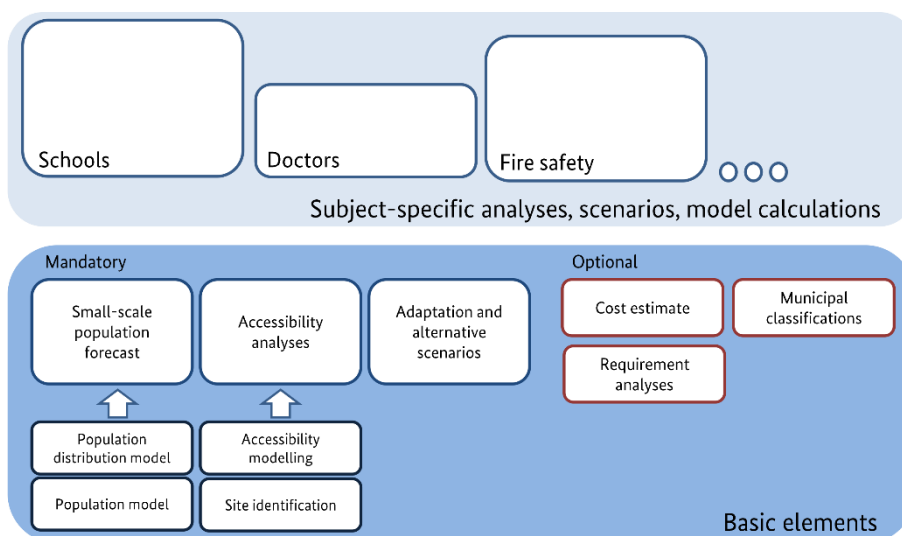 Schools
Doctors
Fire safety
Subject-specific analyses, scenarios, model calculations
Mandatory
Optional
Small-scale
population
forecast
Accessibility
analyses
Adaptation and
alternative
scenarios
Cost estimate
Municipal
classifications
Requirement
analyses
Population
distribution model
Accessibility
modelling
Population model
Site identification
Basic elements